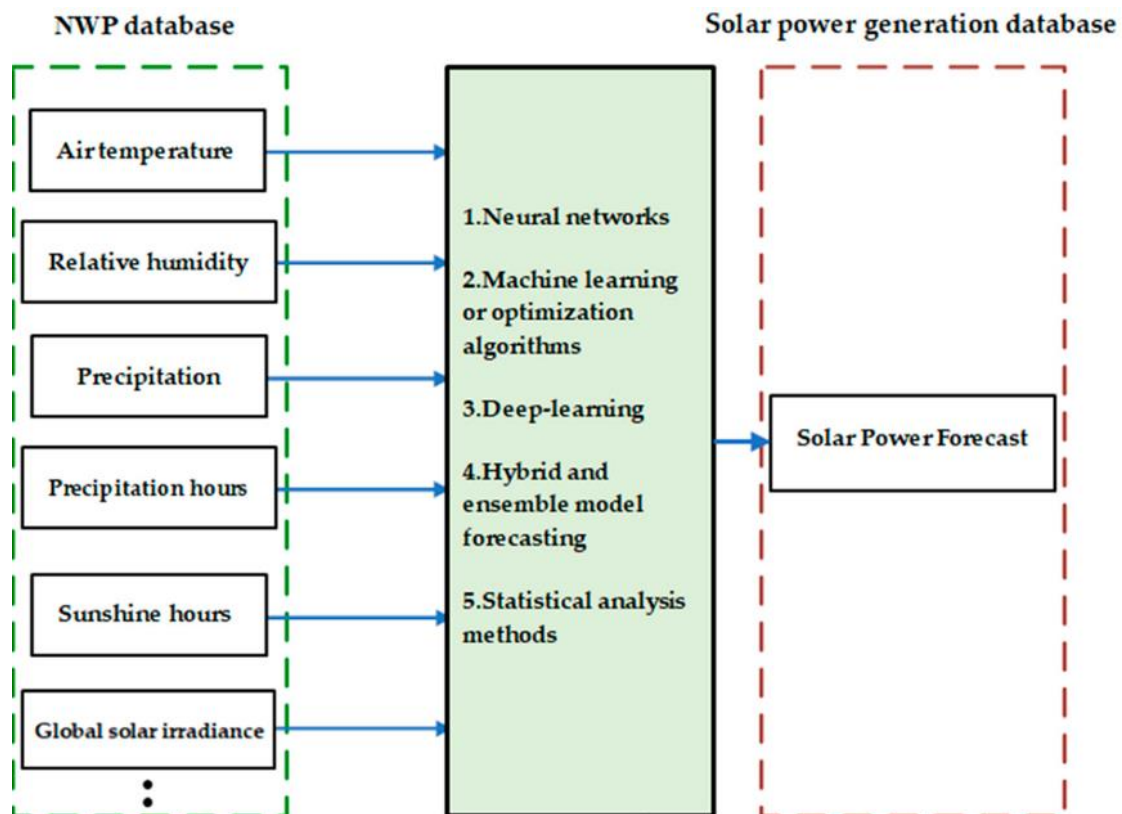 NWP database
Solar power generation database
Air temperature
Relative humidity
Precipitation
Precipitation hours
Sunshine hours
Global solar irradiance
1.Neural networks
2.Machine learning
or optimization
algorithms
3.Deep-learning
4.Hybrid and
ensemble model
forecasting
5.Statistical analysis
methods
Solar Power Forecast